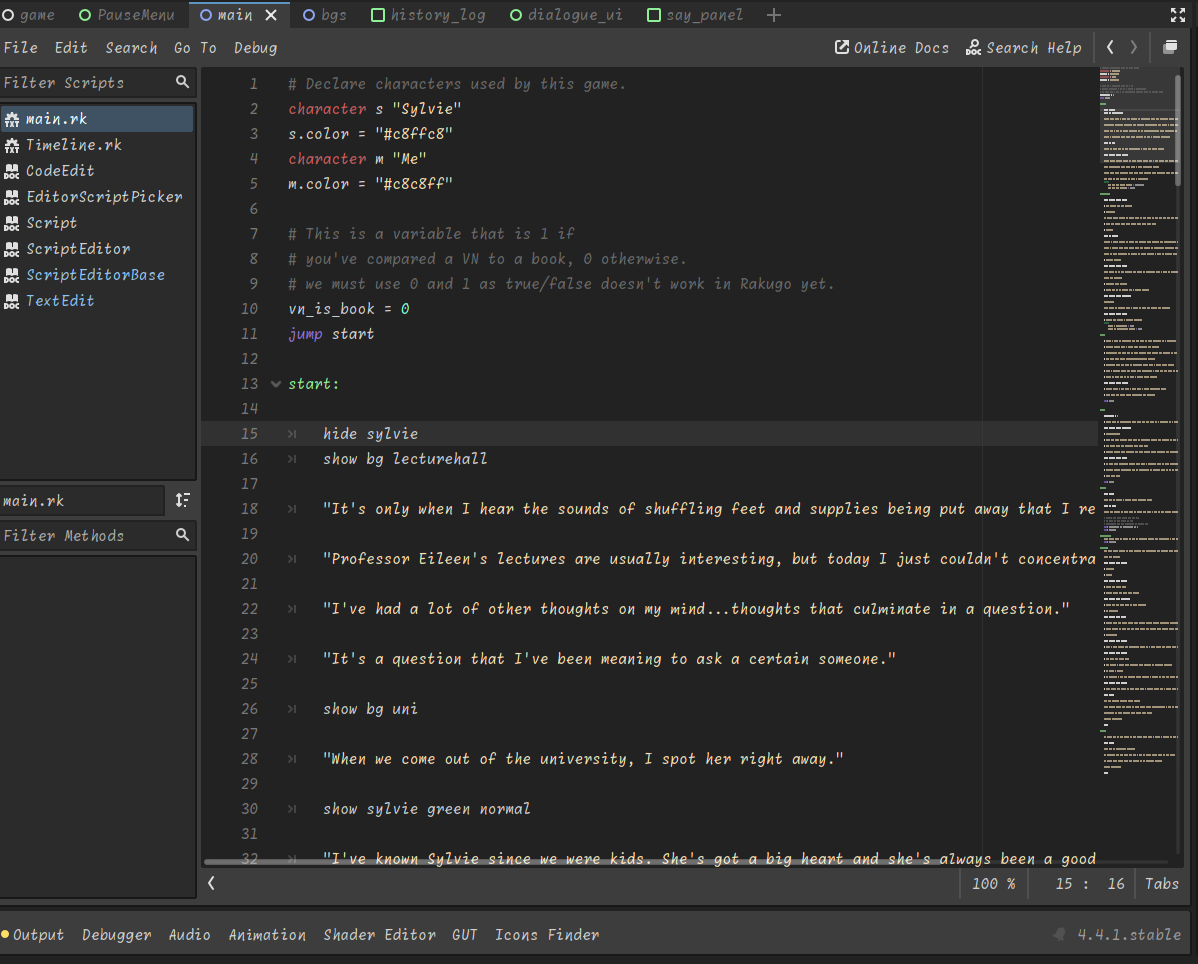 game PauseMenu main bgs history_log dialogue_ui say_panel
File Edit Search Go To Debug Online Docs Search Help
Filter Scripts
main.rk
Timeline.rk
CodeEdit
EditorScriptPicker
Script
ScriptEditor
ScriptEditorBase
TextEdit
main.rk
Filter Methods
1 # Declare characters used by this game.
2 character s "Sylvie"
3 s.color = "#c8ffc8"
4 character m "Me"
5 m.color = "#c8c8ff"
6
7 # This is a variable that is 1 if
8 # you've compared a VN to a book, 0 otherwise.
9 # we must use 0 and 1 as true/false doesn't work in Rakugo yet.
10 vn_is_book = 0
11 jump start
12
13 start:
14
15 hide sylvie
16 show bg lecturehall
17
18 "It's only when I hear the sounds of shuffling feet and supplies being put away that I re
19
20 "Professor Eileen's lectures are usually interesting, but today I just couldn't concentra
21
22 "I've had a lot of other thoughts on my mind...thoughts that culminate in a question."
23
24 "It's a question that I've been meaning to ask a certain someone."
25
26 show bg uni
27
28 "When we come out of the university, I spot her right away."
29
30 show sylvie green normal
31
32 "I've known Sylvie since we were kids. She's got a big heart and she's always been a good
100 % 15 : 16 Tabs
Output Debugger Audio Animation Shader Editor GUT Icons Finder 4.4.1.stable